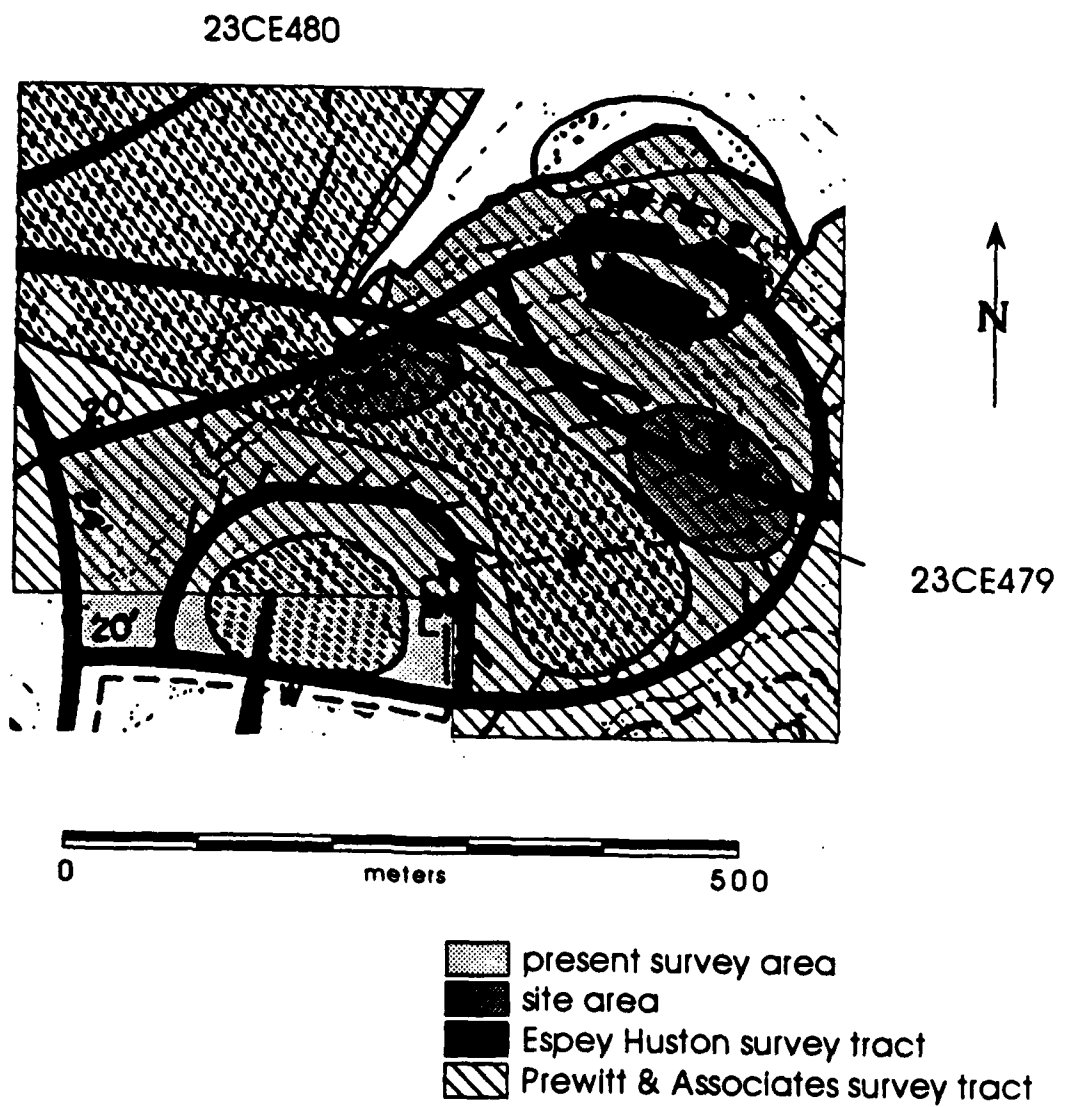 23CE480
20
20'
W
N
23CE479
0 meters 500
present survey area
site area
Espey Huston survey tract
Prewitt & Associates survey tract